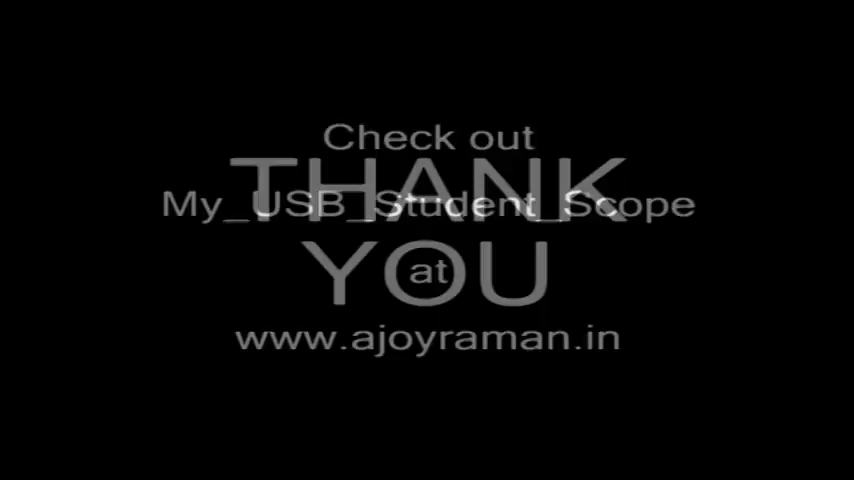 Check out
THANK
My_USB_Student_Scope
YOU
at
www.ajoyraman.in